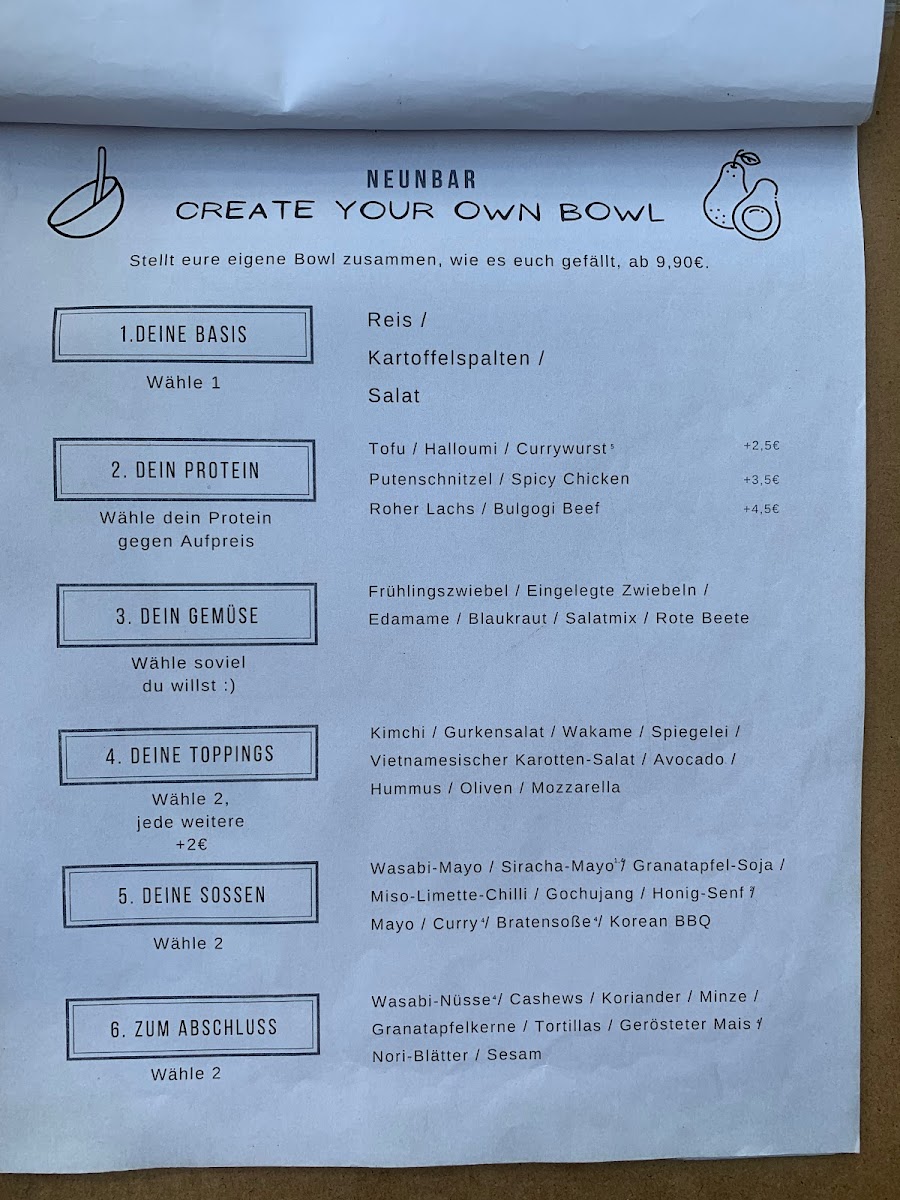 NEUNBAR
CREATE YOUR OWN BOWL
Stellt eure eigene Bowl zusammen, wie es euch gefällt, ab 9,90€.
1.DEINE BASIS
Wähle 1
Reis /
Kartoffelspalten /
Salat
2. DEIN PROTEIN
Wähle dein Protein
gegen Aufpreis
Tofu / Halloumi / Currywurst⁵ +2,5€
Putenschnitzel / Spicy Chicken +3,5€
Roher Lachs / Bulgogi Beef +4,5€
3. DEIN GEMÜSE
Wähle soviel
du willst :)
Frühlingszwiebel / Eingelegte Zwiebeln /
Edamame / Blaukraut / Salatmix / Rote Beete
4. DEINE TOPPINGS
Wähle 2,
jede weitere
+2€
Kimchi / Gurkensalat / Wakame / Spiegelei /
Vietnamesischer Karotten-Salat / Avocado /
Hummus / Oliven / Mozzarella
5. DEINE SOSSEN
Wähle 2
Wasabi-Mayo / Siracha-Mayo / Granatapfel-Soja /
Miso-Limette-Chilli / Gochujang / Honig-Senf /
Mayo / Curry⁴/ Bratensoße⁴/ Korean BBQ
6. ZUM ABSCHLUSS
Wähle 2
Wasabi-Nüsse⁴/ Cashews / Koriander / Minze /
Granatapfelkerne / Tortillas / Gerösteter Mais /
Nori-Blätter / Sesam